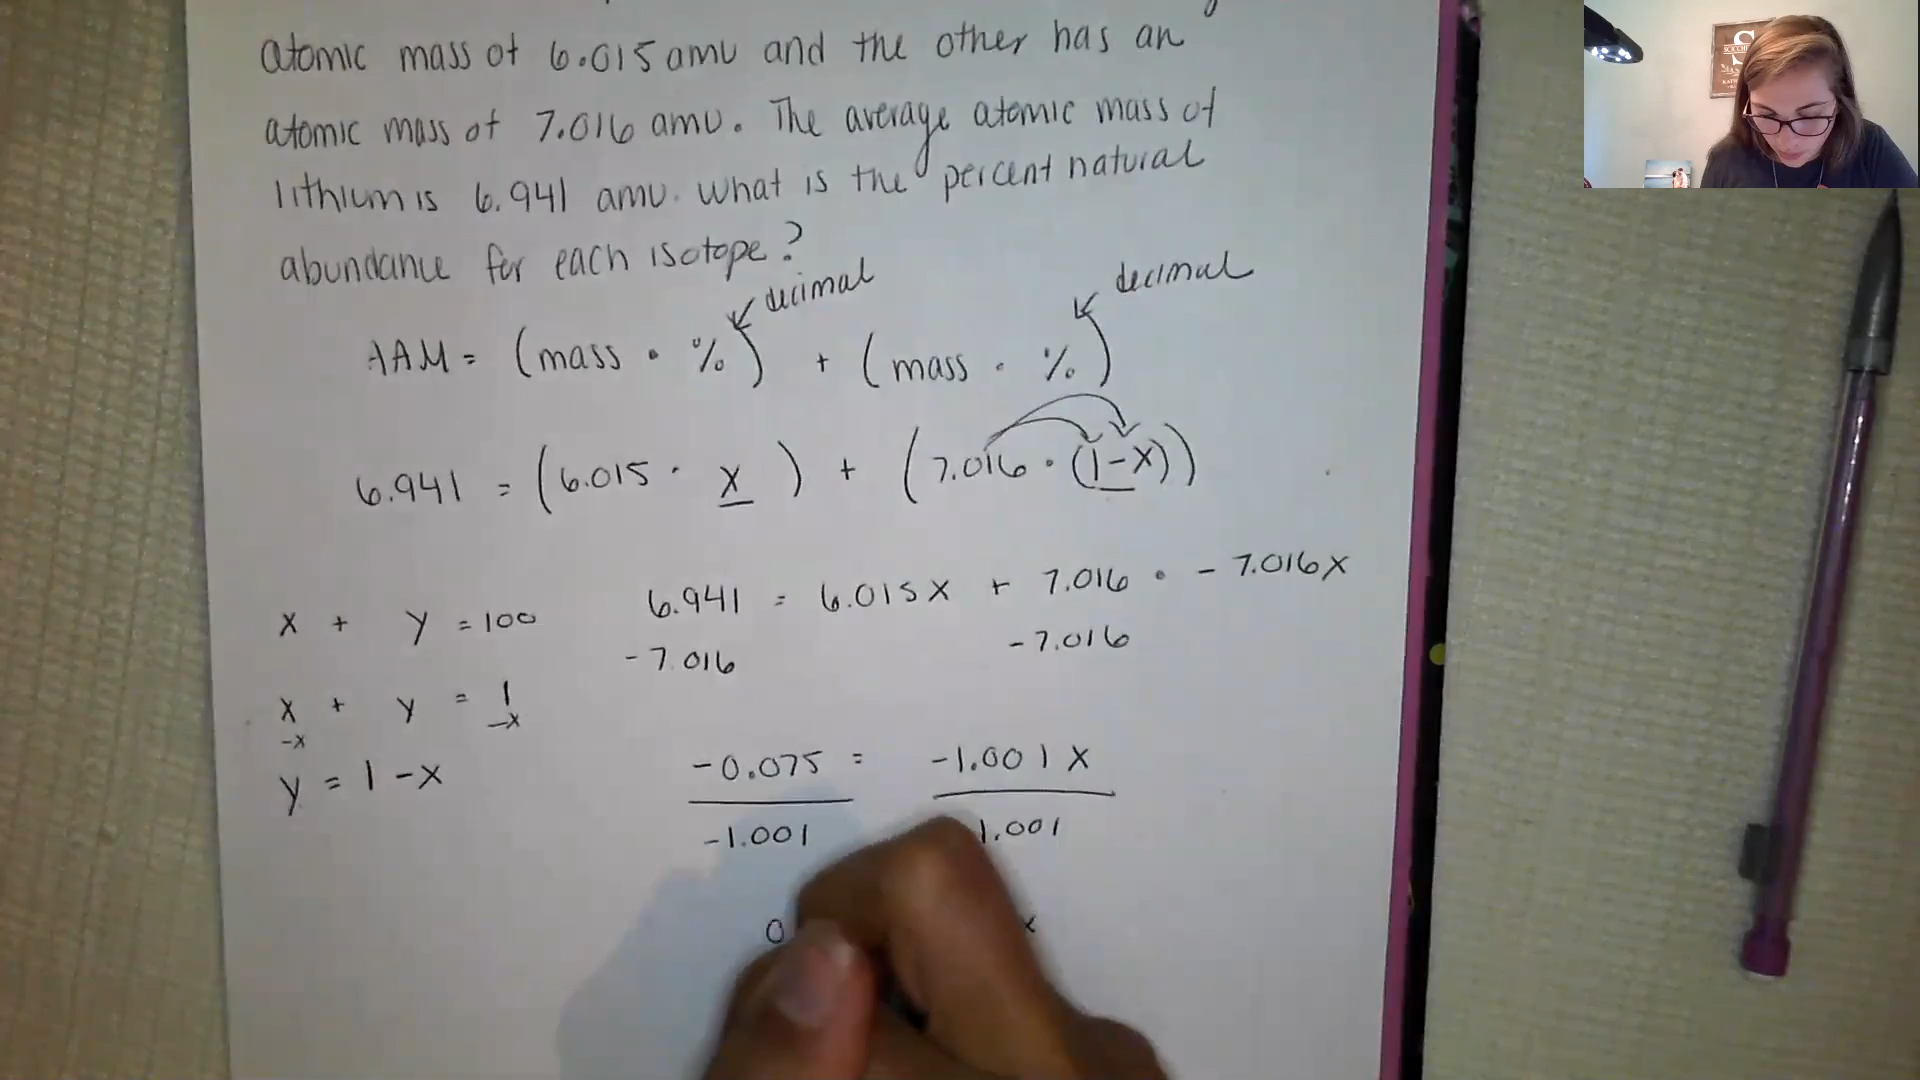 atomic mass of 6.015 amu and the other has an
atomic mass of 7.016 amu. The average atomic mass of
lithium is 6.941 amu. What is the percent natural
abundance for each isotope?
decimal decimal
AAM = (mass • %) + (mass • %)
6.941 = (6.015 · x) + (7.016 · (1-x))
6.941 = 6.015x + 7.016 • - 7.016x
-7.016 -7.016
x + y = 100
x + y = 1
-x -x
y = 1 - x
-0.075 = -1.001 x
-1.001 1.001
0 x
S